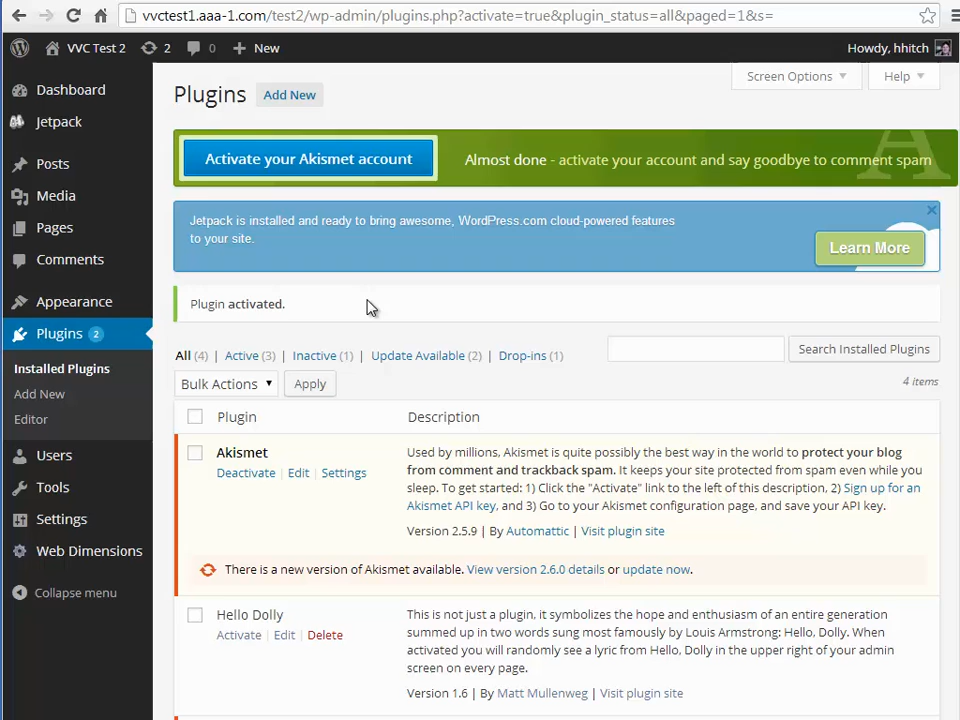 vvctest1.aaa-1.com/test2/wp-admin/plugins.php?activate=true&plugin_status=all&paged=1&s=
VVC Test 2 2 0 New Howdy, hhitch
Screen Options Help
Dashboard
Jetpack
Posts
Media
Pages
Comments
Appearance
Plugins 2
Installed Plugins
Add New
Editor
Users
Tools
Settings
Web Dimensions
Collapse menu
Plugins Add New
Activate your Akismet account Almost done - activate your account and say goodbye to comment spam
Jetpack is installed and ready to bring awesome, WordPress.com cloud-powered features
to your site.
Learn More
Plugin activated.
All (4) | Active (3) | Inactive (1) | Update Available (2) | Drop-ins (1)
Search Installed Plugins
Bulk Actions Apply
4 items
Plugin Description
Akismet
Deactivate | Edit | Settings
Used by millions, Akismet is quite possibly the best way in the world to protect your blog
from comment and trackback spam. It keeps your site protected from spam even while you
sleep. To get started: 1) Click the "Activate" link to the left of this description, 2) Sign up for an
Akismet API key, and 3) Go to your Akismet configuration page, and save your API key.
Version 2.5.9 | By Automattic | Visit plugin site
There is a new version of Akismet available. View version 2.6.0 details or update now.
Hello Dolly
Activate | Edit | Delete
This is not just a plugin, it symbolizes the hope and enthusiasm of an entire generation
summed up in two words sung most famously by Louis Armstrong: Hello, Dolly. When
activated you will randomly see a lyric from Hello, Dolly in the upper right of your admin
screen on every page.
Version 1.6 | By Matt Mullenweg | Visit plugin site